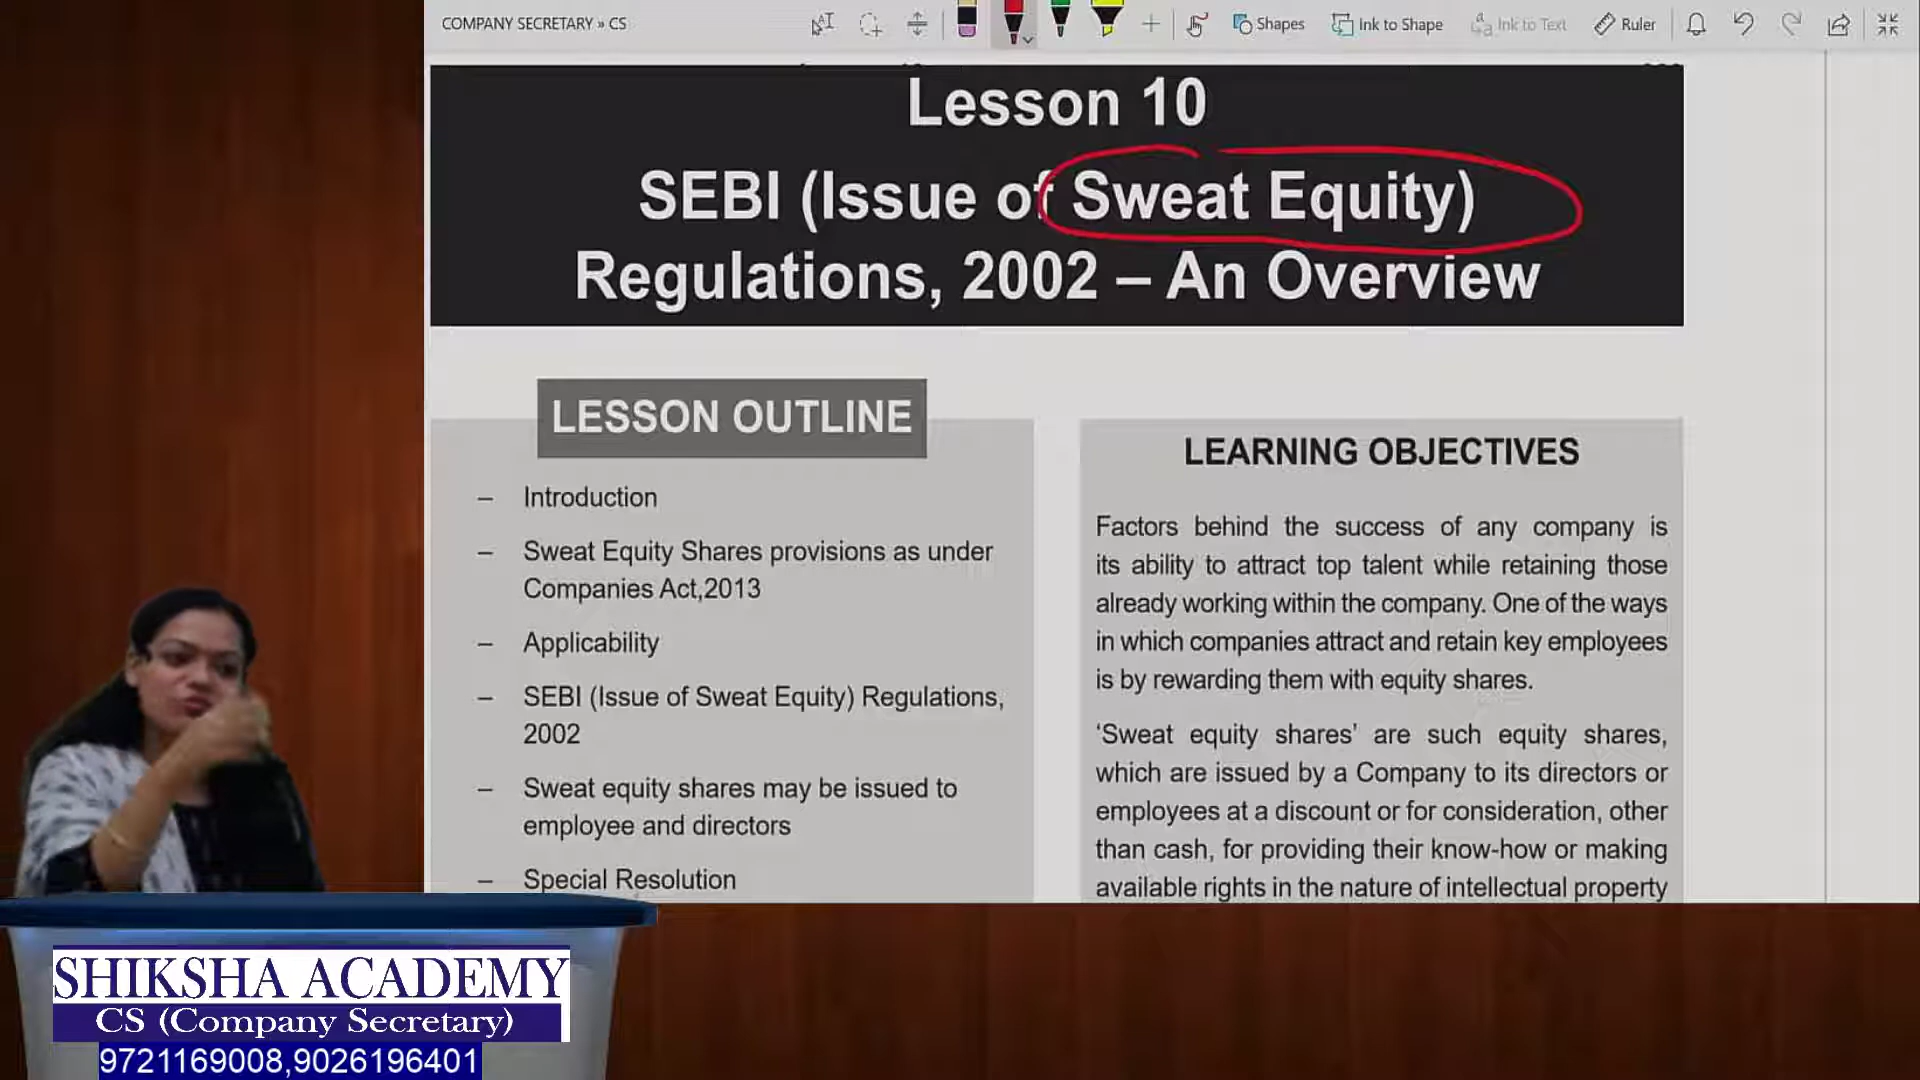 COMPANY SECRETARY » CS
Shapes
Ink to Shape
Ink to Text
Ruler
Lesson 10
SEBI (Issue of Sweat Equity)
Regulations, 2002 – An Overview
LESSON OUTLINE
– Introduction
– Sweat Equity Shares provisions as under
Companies Act,2013
– Applicability
– SEBI (Issue of Sweat Equity) Regulations,
2002
– Sweat equity shares may be issued to
employee and directors
– Special Resolution
LEARNING OBJECTIVES
Factors behind the success of any company is
its ability to attract top talent while retaining those
already working within the company. One of the ways
in which companies attract and retain key employees
is by rewarding them with equity shares.
‘Sweat equity shares’ are such equity shares,
which are issued by a Company to its directors or
employees at a discount or for consideration, other
than cash, for providing their know-how or making
available rights in the nature of intellectual property
SHIKSHA ACADEMY
CS (Company Secretary)
9721169008,9026196401